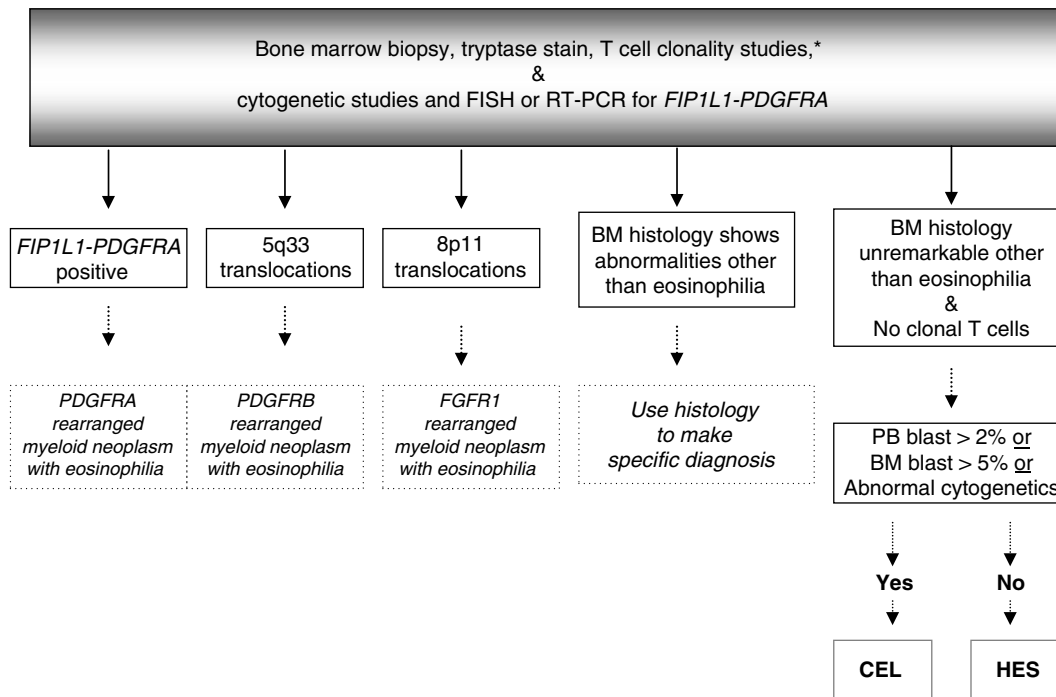 Bone marrow biopsy, tryptase stain, T cell clonality studies,*
&
cytogenetic studies and FISH or RT-PCR for FIP1L1-PDGFRA
FIP1L1-PDGFRA
positive
5q33
translocations
8p11
translocations
BM histology shows
abnormalities other
than eosinophilia
BM histology
unremarkable other
than eosinophilia
&
No clonal T cells
PDGFRA
rearranged
myeloid neoplasm
with eosinophilia
PDGFRB
rearranged
myeloid neoplasm
with eosinophilia
FGFR1
rearranged
myeloid neoplasm
with eosinophilia
Use histology
to make
specific diagnosis
PB blast > 2% or
BM blast > 5% or
Abnormal cytogenetics
Yes
No
CEL
HES